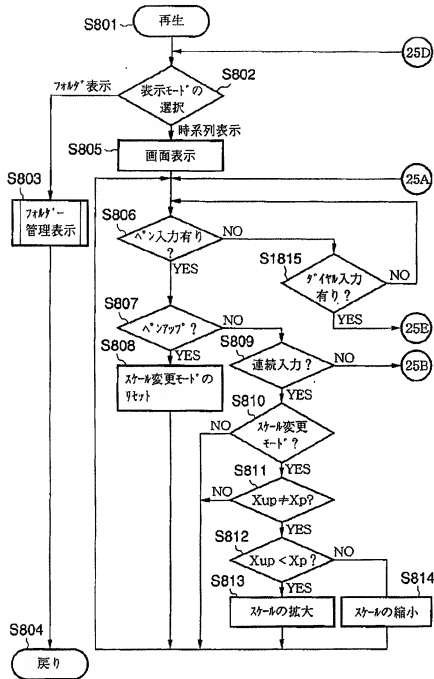 S801
再生
25D
フォルダ表示
S802
表示モードの
選択
時系列表示
S805
画面表示
25A
S803
フォルダー
管理表示
S806
ペン入力有り
?
NO
YES
S1815
ダイヤル入力
有り?
NO
YES
25E
S807
ペンアップ?
NO
YES
S808
スケール変更モードの
リセット
S809
連続入力?
NO
25B
YES
S810
スケール変更
モード?
NO
YES
S811
Xup≠Xp?
NO
YES
S812
Xup<Xp?
NO
YES
S813
スケールの拡大
S814
スケールの縮小
S804
戻り